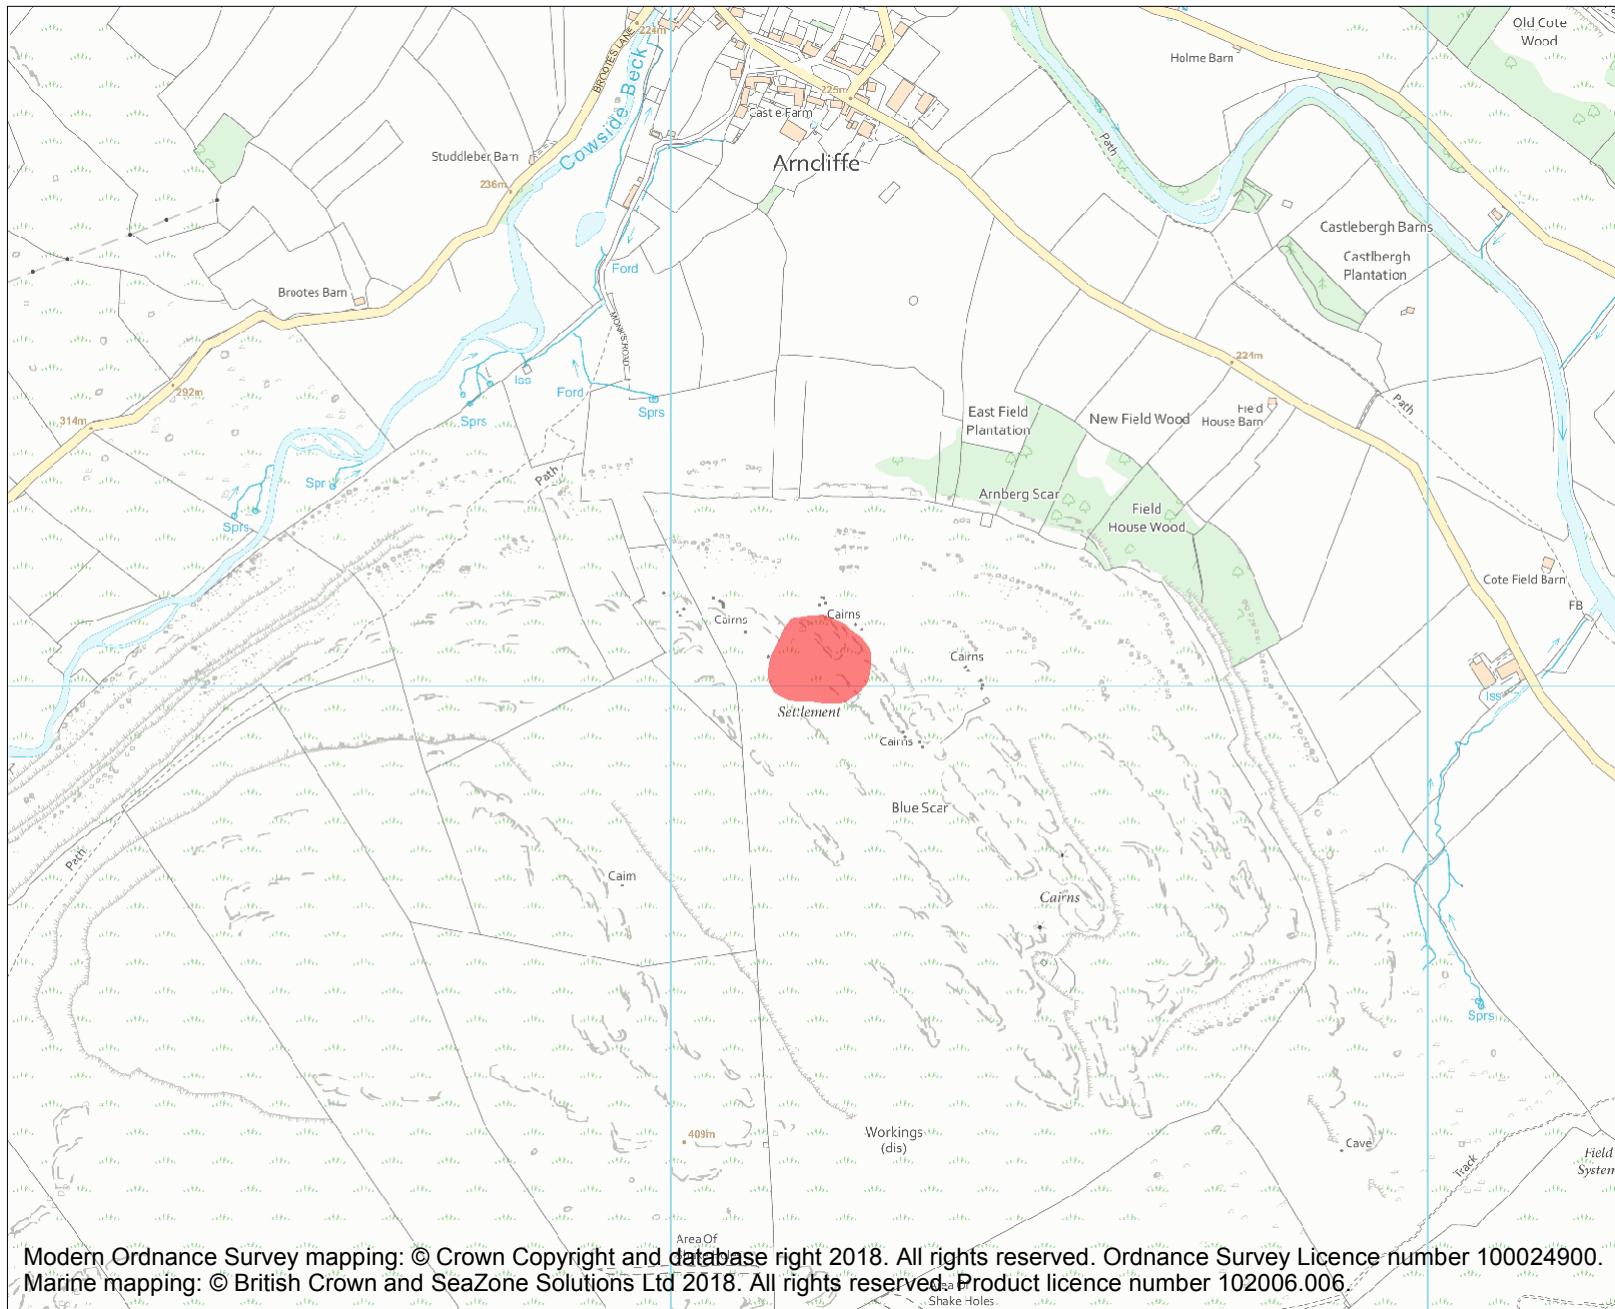 Old Cote
Wood
224m
BROOTES LANE
Holme Barn
Cowside Beck
225m
Castle Farm
Path
Studdleber Barn
Arncliffe
236m
Castlebergh Barns
Castlbergh
Plantation
Ford
Brootes Barn
MONK'S ROAD
224m
292m
Iss
Ford
Sprs
Sprs
314m
East Field
Plantation
New Field Wood
Field
House Barn
Path
Path
Spr
Sprs
Arnberg Scar
Field
House Wood
Cote Field Barn
FB
Cairns
Cairns
Cairns
Iss
Settlement
Cairns
Blue Scar
Path
Cairn
Cairns
Sprs
409m
Workings
(dis)
Cave
Track
Field
System
Area Of
Modern Ordnance Survey mapping: © Crown Copyright and database right 2018. All rights reserved. Ordnance Survey Licence number 100024900.
Marine mapping: © British Crown and SeaZone Solutions Ltd 2018. All rights reserved. Product licence number 102006.006.
Area Of
Shake Holes